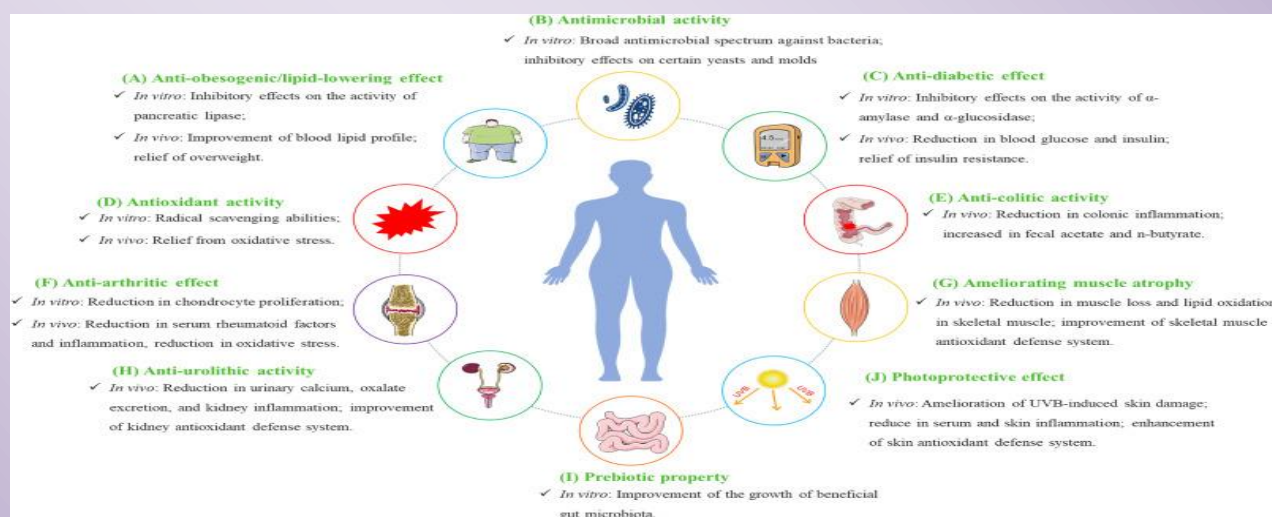 (B) Antimicrobial activity
✓ In vitro: Broad antimicrobial spectrum against bacteria;
inhibitory effects on certain yeasts and molds
(A) Anti-obesogenic/lipid-lowering effect
✓ In vitro: Inhibitory effects on the activity of
pancreatic lipase;
✓ In vivo: Improvement of blood lipid profile;
relief of overweight.
(C) Anti-diabetic effect
✓ In vitro: Inhibitory effects on the activity of α-
amylase and α-glucosidase;
✓ In vivo: Reduction in blood glucose and insulin;
relief of insulin resistance.
4.5
(D) Antioxidant activity
✓ In vitro: Radical scavenging abilities;
✓ In vivo: Relief from oxidative stress.
(E) Anti-colitic activity
✓ In vivo: Reduction in colonic inflammation;
increased in fecal acetate and n-butyrate.
(F) Anti-arthritic effect
✓ In vitro: Reduction in chondrocyte proliferation;
✓ In vivo: Reduction in serum rheumatoid factors
and inflammation, reduction in oxidative stress.
(G) Ameliorating muscle atrophy
✓ In vivo: Reduction in muscle loss and lipid oxidation
in skeletal muscle; improvement of skeletal muscle
antioxidant defense system.
(H) Anti-urolithic activity
✓ In vivo: Reduction in urinary calcium, oxalate
excretion, and kidney inflammation; improvement
of kidney antioxidant defense system.
(J) Photoprotective effect
✓ In vivo: Amelioration of UVB-induced skin damage;
reduce in serum and skin inflammation; enhancement
of skin antioxidant defense system.
UVB
UVB
(I) Prebiotic property
✓ In vitro: Improvement of the growth of beneficial
gut microbiota.